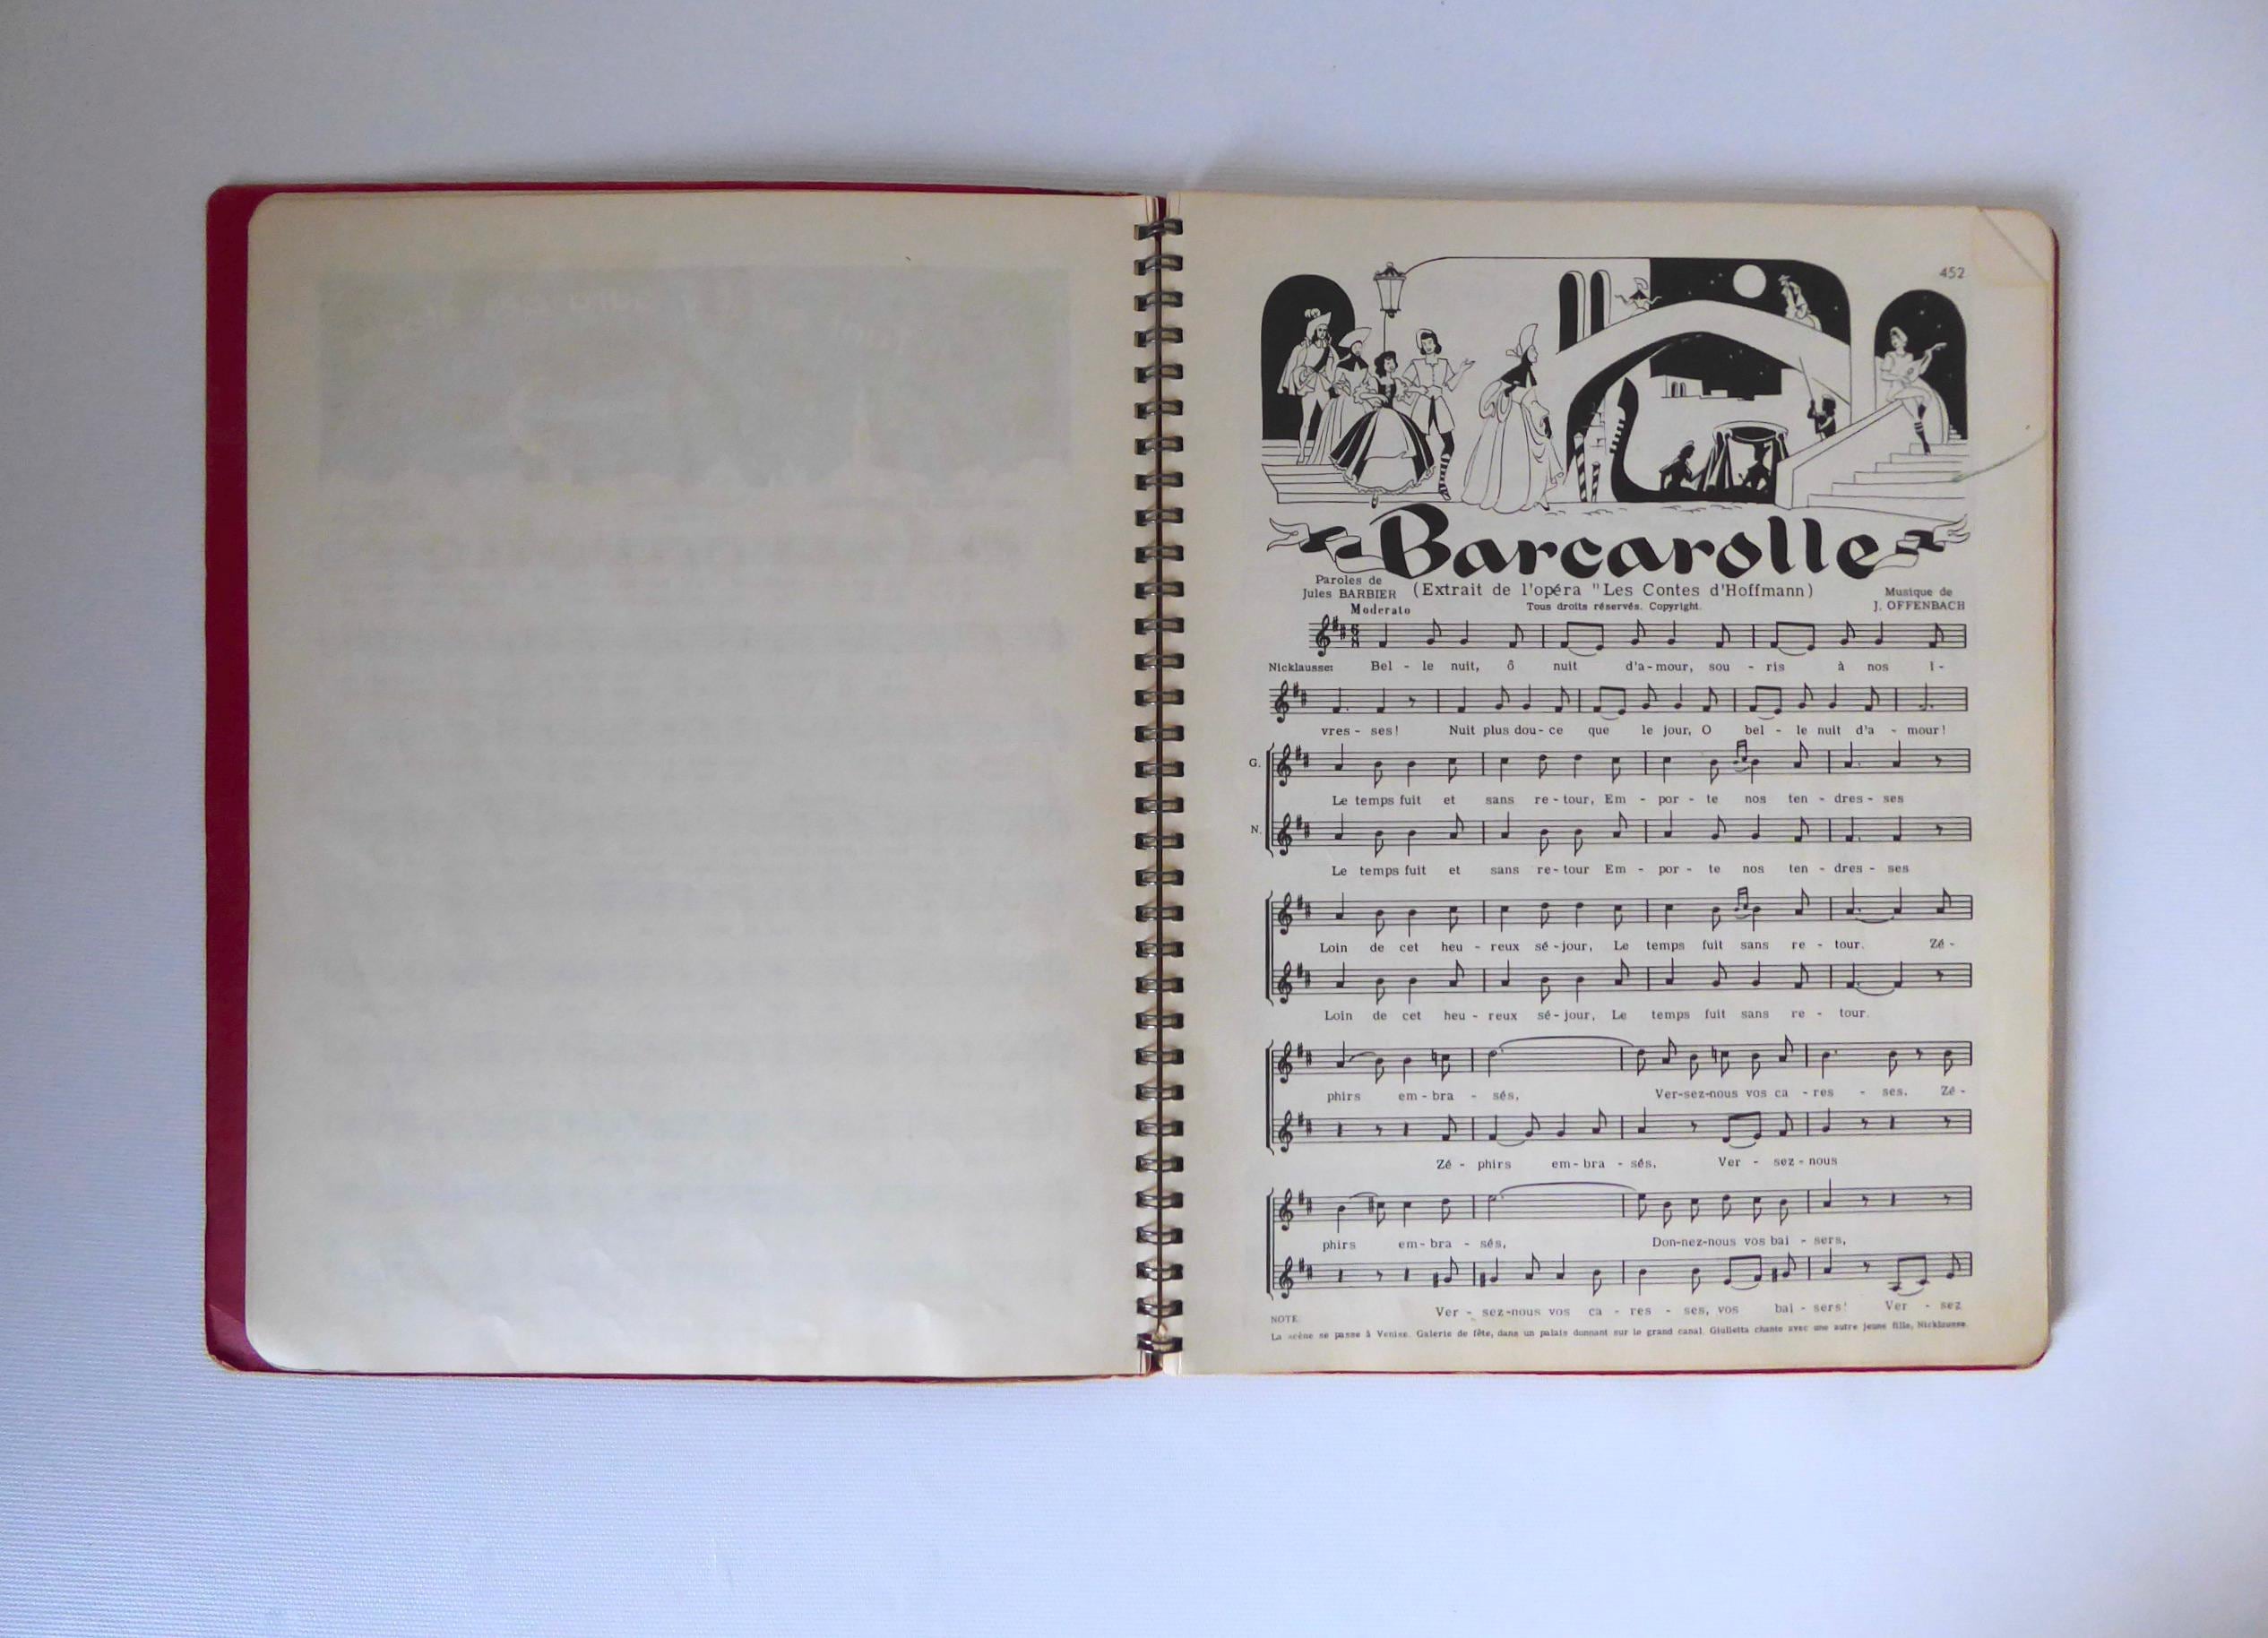 452
Barcarolle
Paroles de
Jules BARBIER
(Extrait de l'opéra "Les Contes d'Hoffmann)
Musique de
J. OFFENBACH
Moderato
Tous droits réservés. Copyright.
Nicklausse: Bel - le nuit, ô nuit d'a - mour, sou - ris à nos i -
vres - ses! Nuit plus dou - ce que le jour, O bel - le nuit d'a - mour!
G.
Le temps fuit et sans re - tour, Em - por - te nos ten - dres - ses
N.
Le temps fuit et sans re - tour Em - por - te nos ten - dres - ses
Loin de cet heu - reux sé - jour, Le temps fuit sans re - tour. Zé -
Loin de cet heu - reux sé - jour, Le temps fuit sans re - tour.
phirs em - bra - sés, Ver-sez-nous vos ca - res - ses. Zé -
Zé - phirs em - bra - sés, Ver - sez - nous
phirs em - bra - sés, Don-nez-nous vos bai - sers,
Ver - sez-nous vos ca - res - ses, vos bai - sers! Ver - sez
NOTE
La scène se passe à Venise. Galerie de fête, dans un palais donnant sur le grand canal. Giulietta chante avec une autre jeune fille, Nicklausse.